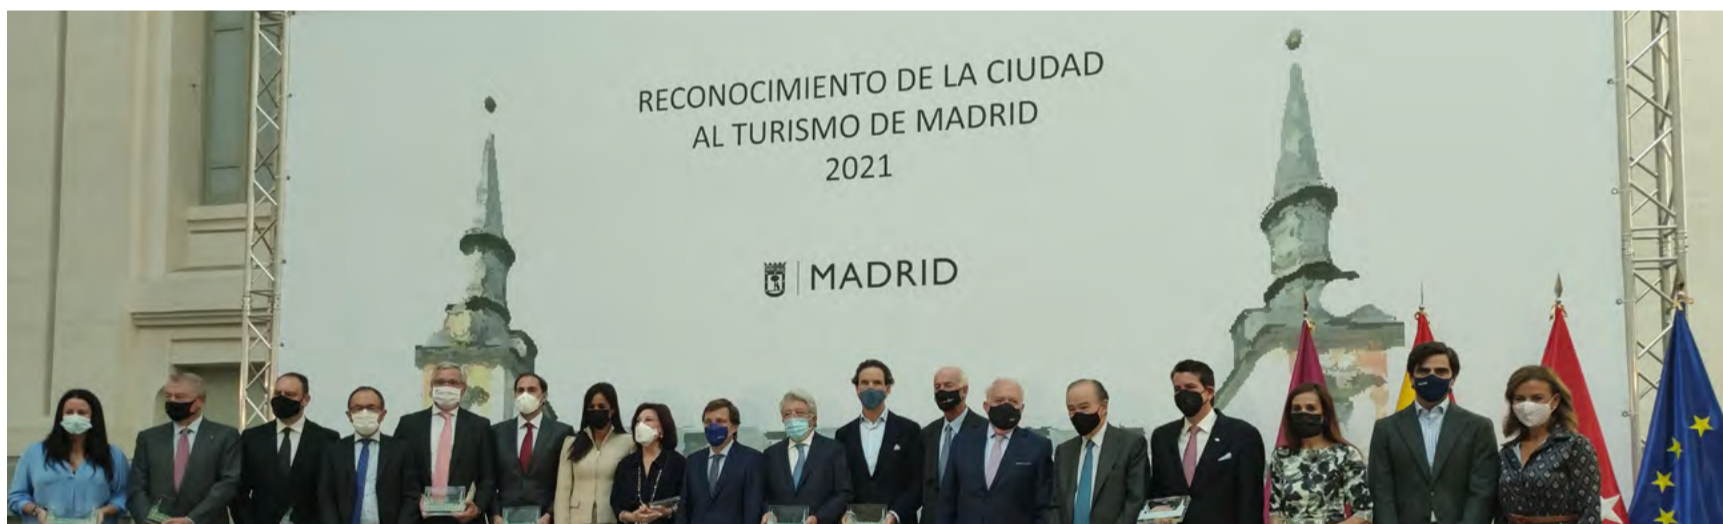 RECONOCIMIENTO DE LA CIUDAD
AL TURISMO DE MADRID
2021
MADRID